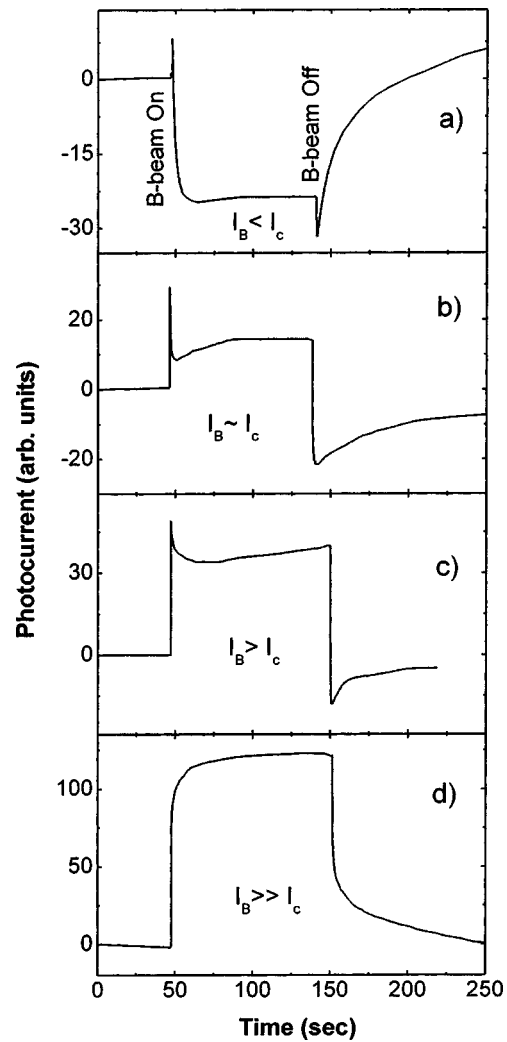 0
-15
-30
B-beam On
B-beam Off
a)
I_B < I_c
20
0
-20
b)
I_B ~ I_c
30
0
c)
I_B > I_c
100
0
d)
I_B >> I_c
0 50 100 150 200 250
Time (sec)
Photocurrent (arb. units)